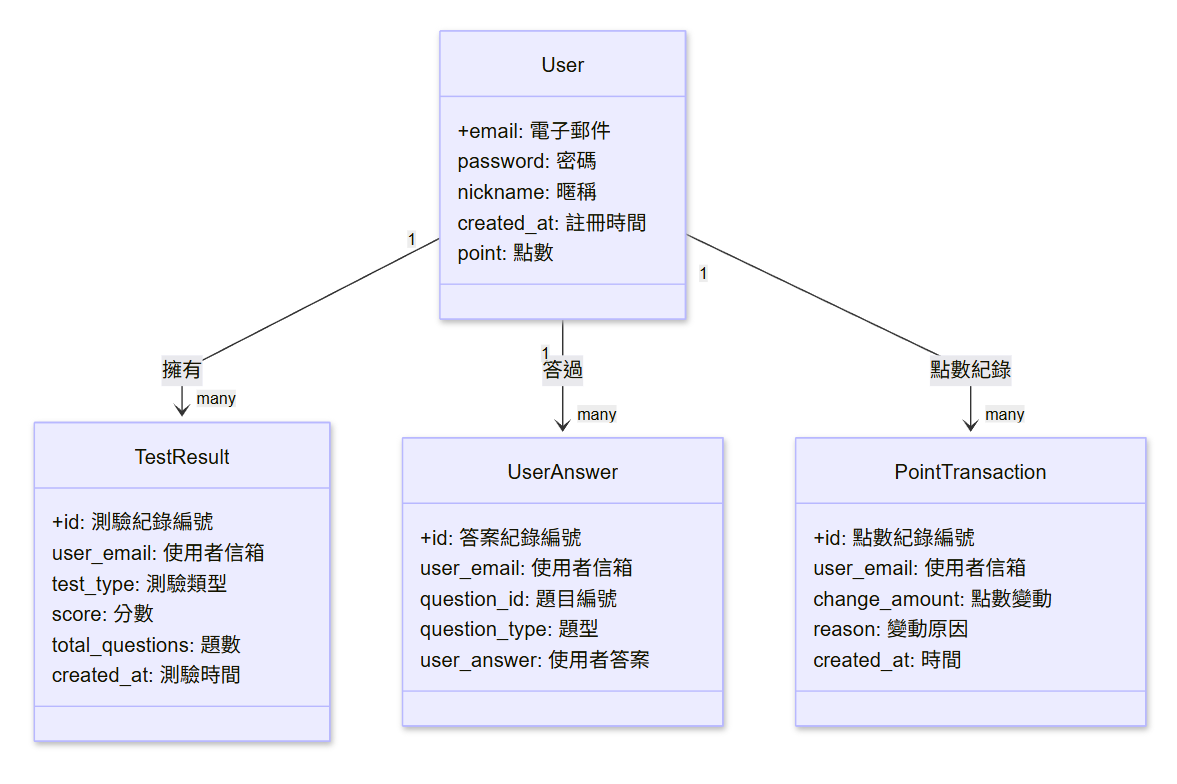 User
+email: 電子郵件
password: 密碼
nickname: 暱稱
created_at: 註冊時間
point: 點數
1
1
1
擁有
答過
點數紀錄
many
many
many
TestResult
+id: 測驗紀錄編號
user_email: 使用者信箱
test_type: 測驗類型
score: 分數
total_questions: 題數
created_at: 測驗時間
UserAnswer
+id: 答案紀錄編號
user_email: 使用者信箱
question_id: 題目編號
question_type: 題型
user_answer: 使用者答案
PointTransaction
+id: 點數紀錄編號
user_email: 使用者信箱
change_amount: 點數變動
reason: 變動原因
created_at: 時間